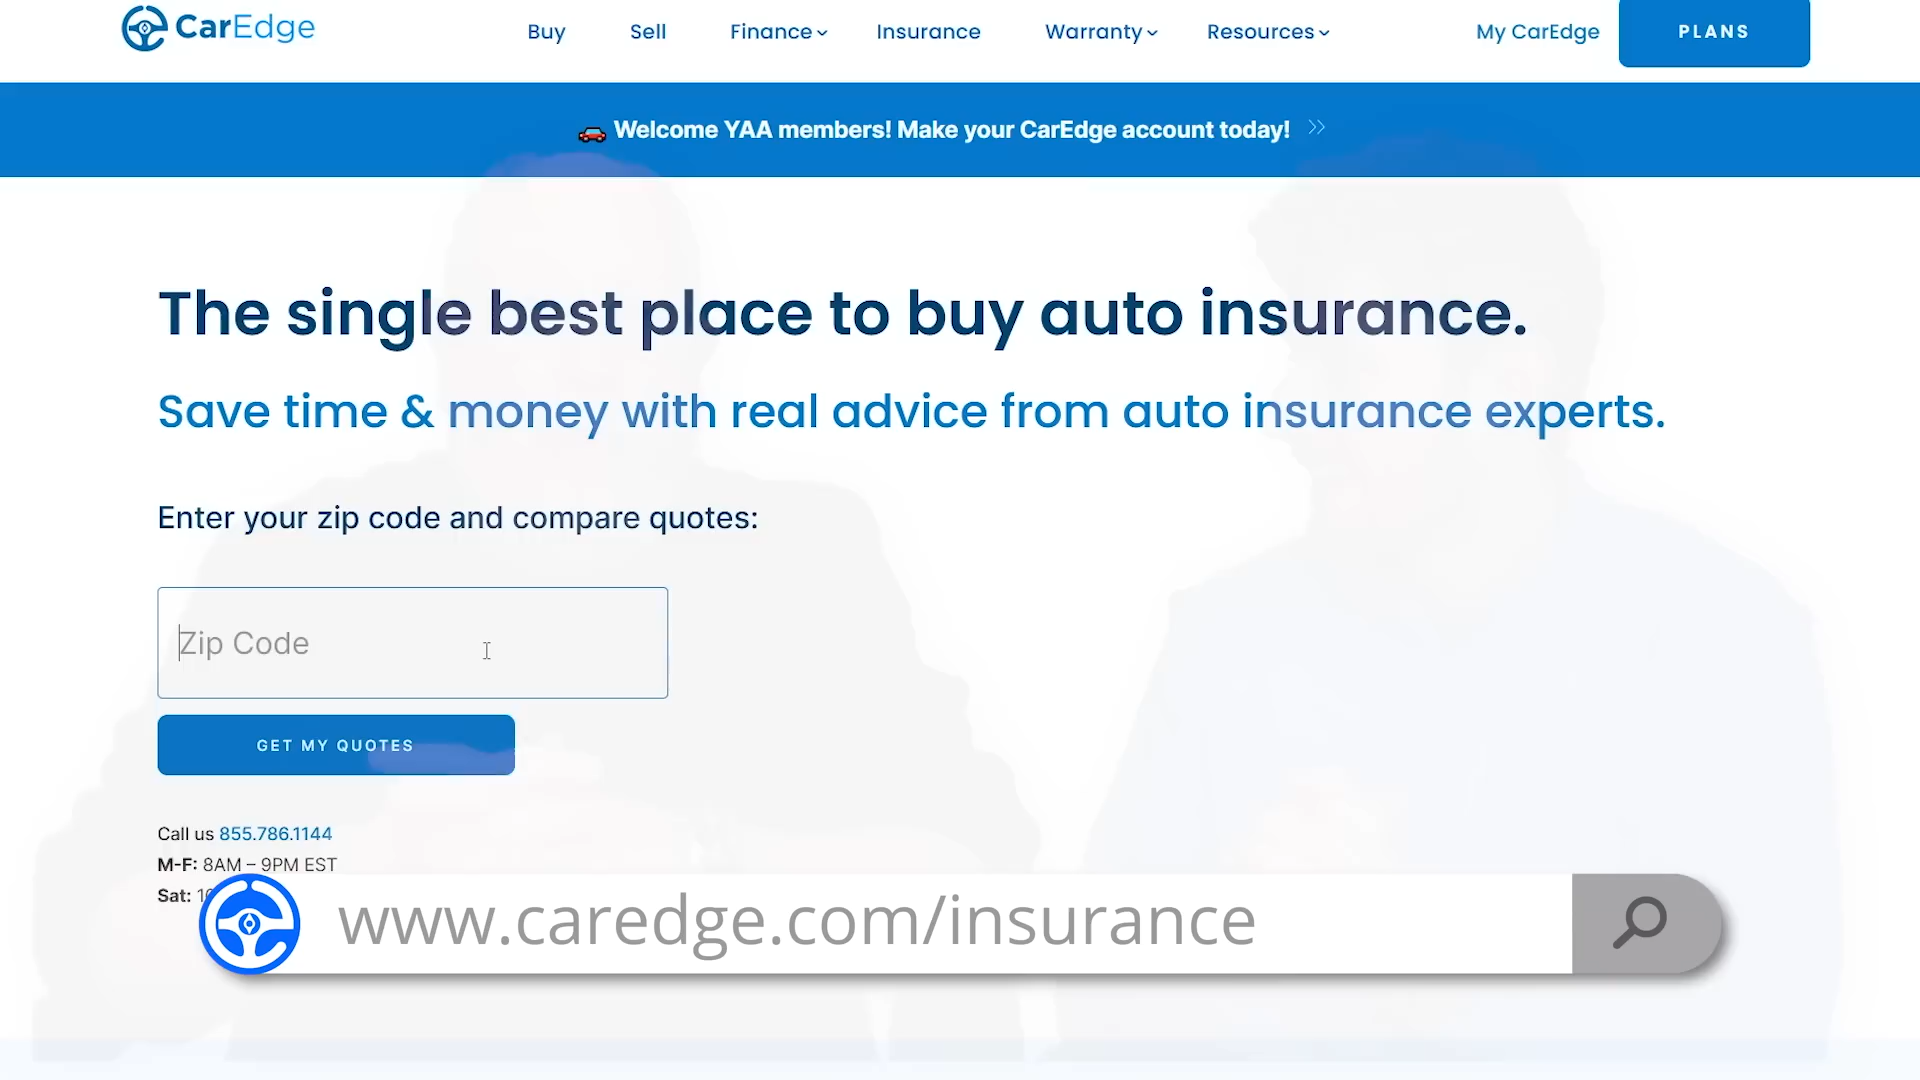 CarEdge
Buy Sell Finance Insurance Warranty Resources My CarEdge PLANS
Welcome YAA members! Make your CarEdge account today!
The single best place to buy auto insurance.
Save time & money with real advice from auto insurance experts.
Enter your zip code and compare quotes:
Zip Code
GET MY QUOTES
Call us 855.786.1144
M-F: 8AM – 9PM EST
Sat:
www.caredge.com/insurance